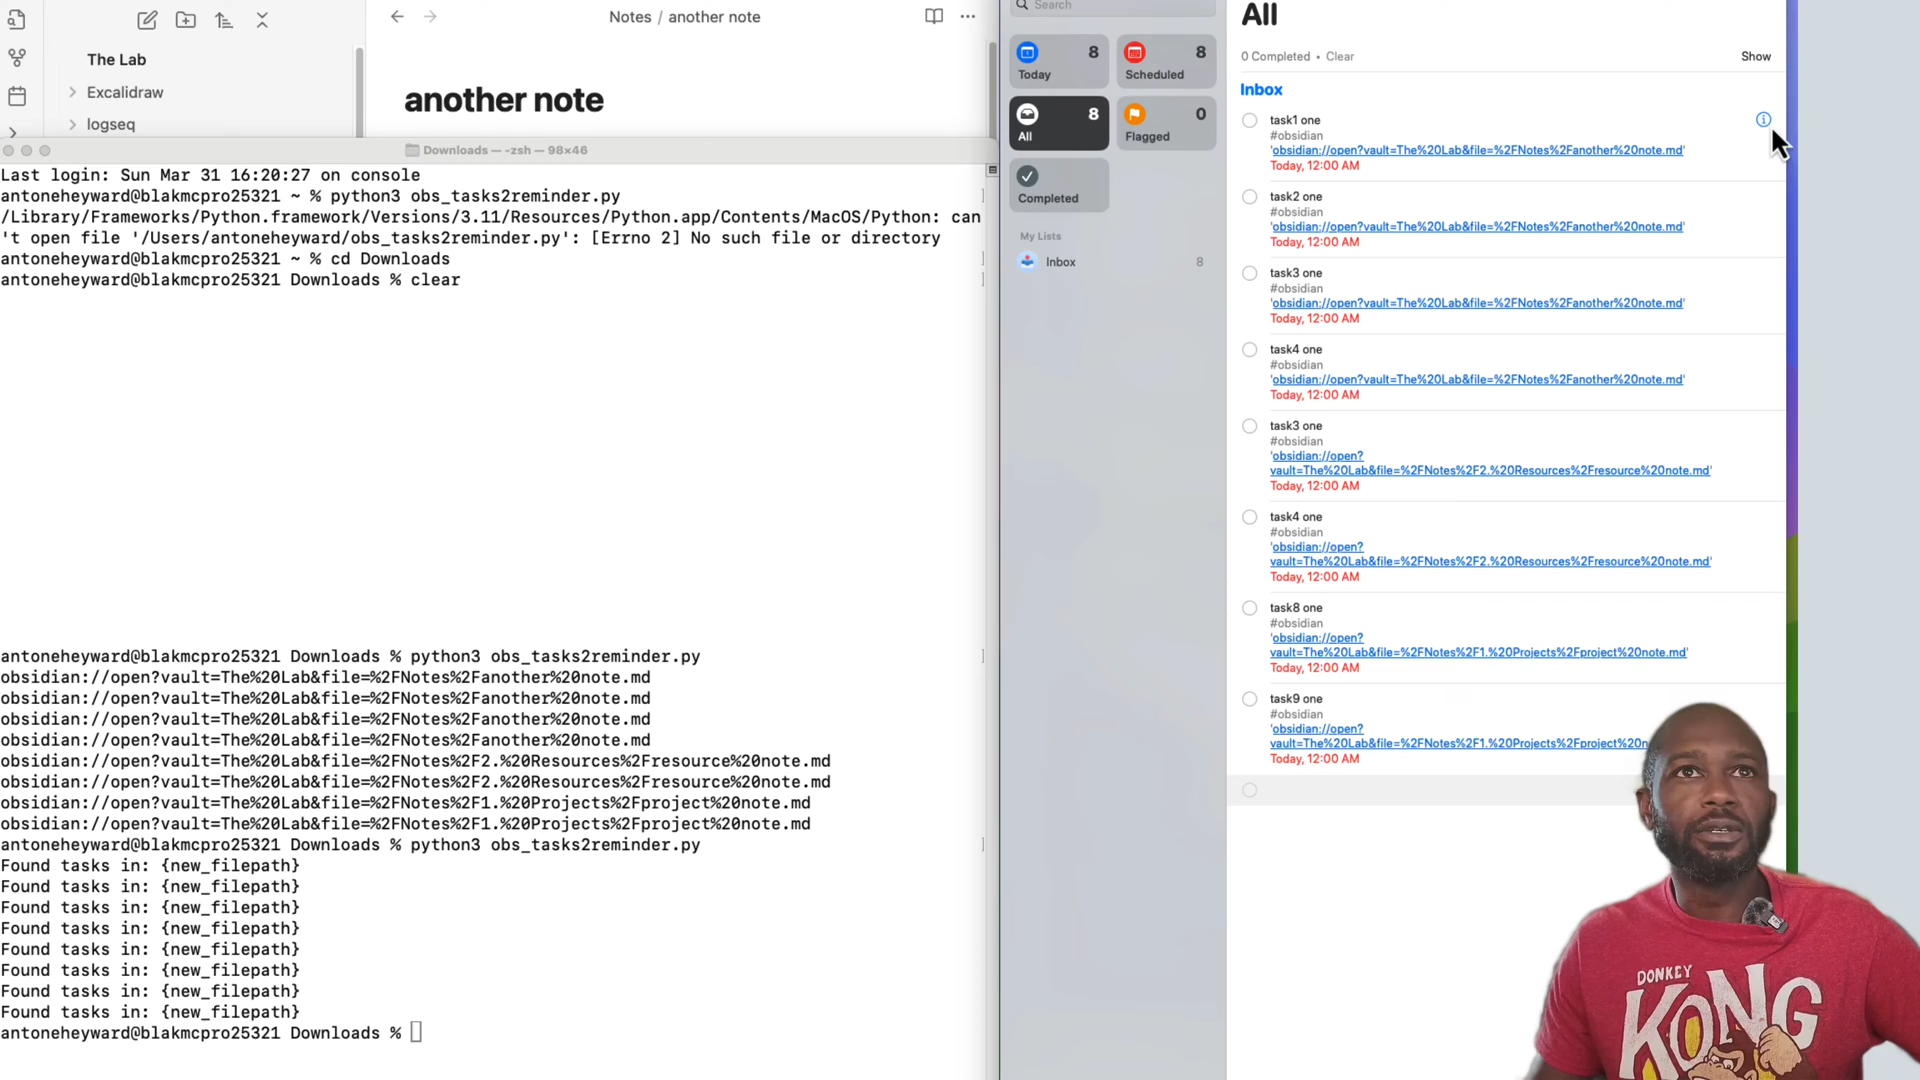 Notes / another note
The Lab
Excalidraw
logseq
another note
Downloads — -zsh — 98×46
Last login: Sun Mar 31 16:20:27 on console
antoneheyward@blakmcpro25321 ~ % python3 obs_tasks2reminder.py
/Library/Frameworks/Python.framework/Versions/3.11/Resources/Python.app/Contents/MacOS/Python: can
't open file '/Users/antoneheyward/obs_tasks2reminder.py': [Errno 2] No such file or directory
antoneheyward@blakmcpro25321 ~ % cd Downloads
antoneheyward@blakmcpro25321 Downloads % clear
antoneheyward@blakmcpro25321 Downloads % python3 obs_tasks2reminder.py
obsidian://open?vault=The%20Lab&file=%2FNotes%2Fanother%20note.md
obsidian://open?vault=The%20Lab&file=%2FNotes%2Fanother%20note.md
obsidian://open?vault=The%20Lab&file=%2FNotes%2Fanother%20note.md
obsidian://open?vault=The%20Lab&file=%2FNotes%2Fanother%20note.md
obsidian://open?vault=The%20Lab&file=%2FNotes%2F2.%20Resources%2Fresource%20note.md
obsidian://open?vault=The%20Lab&file=%2FNotes%2F2.%20Resources%2Fresource%20note.md
obsidian://open?vault=The%20Lab&file=%2FNotes%2F1.%20Projects%2Fproject%20note.md
obsidian://open?vault=The%20Lab&file=%2FNotes%2F1.%20Projects%2Fproject%20note.md
antoneheyward@blakmcpro25321 Downloads % python3 obs_tasks2reminder.py
Found tasks in: {new_filepath}
Found tasks in: {new_filepath}
Found tasks in: {new_filepath}
Found tasks in: {new_filepath}
Found tasks in: {new_filepath}
Found tasks in: {new_filepath}
Found tasks in: {new_filepath}
Found tasks in: {new_filepath}
antoneheyward@blakmcpro25321 Downloads %
Search
8
Today
8
Scheduled
8
All
0
Flagged
Completed
My Lists
Inbox 8
All
0 Completed • Clear
Show
Inbox
task1 one
#obsidian
'obsidian://open?vault=The%20Lab&file=%2FNotes%2Fanother%20note.md'
Today, 12:00 AM
task2 one
#obsidian
'obsidian://open?vault=The%20Lab&file=%2FNotes%2Fanother%20note.md'
Today, 12:00 AM
task3 one
#obsidian
'obsidian://open?vault=The%20Lab&file=%2FNotes%2Fanother%20note.md'
Today, 12:00 AM
task4 one
#obsidian
'obsidian://open?vault=The%20Lab&file=%2FNotes%2Fanother%20note.md'
Today, 12:00 AM
task3 one
#obsidian
'obsidian://open?
vault=The%20Lab&file=%2FNotes%2F2.%20Resources%2Fresource%20note.md'
Today, 12:00 AM
task4 one
#obsidian
'obsidian://open?
vault=The%20Lab&file=%2FNotes%2F2.%20Resources%2Fresource%20note.md'
Today, 12:00 AM
task8 one
#obsidian
'obsidian://open?
vault=The%20Lab&file=%2FNotes%2F1.%20Projects%2Fproject%20note.md'
Today, 12:00 AM
task9 one
#obsidian
'obsidian://open?
vault=The%20Lab&file=%2FNotes%2F1.%20Projects%2Fproject%20n
Today, 12:00 AM
DONKEY
KONG